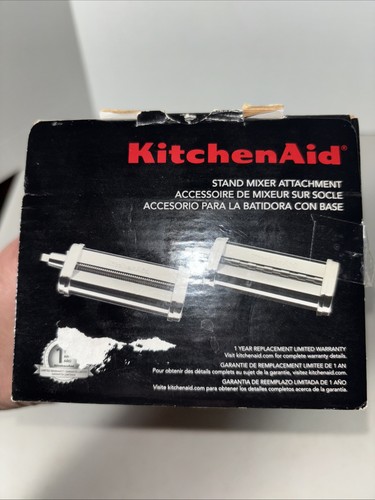 KitchenAid®
STAND MIXER ATTACHMENT
ACCESSOIRE DE MIXEUR SUR SOCLE
ACCESORIO PARA LA BATIDORA CON BASE
1
1 YEAR REPLACEMENT LIMITED WARRANTY
Visit kitchenaid.com for complete warranty details.
GARANTIE DE REMPLACEMENT LIMITEE DE 1 AN
Pour obtenir des détails complets au sujet de la garantie, visitez kitchenaid.com.
GARANTIA DE REEMPLAZO LIMITADA DE 1 AÑO
Visite kitchenaid.com para obtener los detalles completos acerca de la garantía.